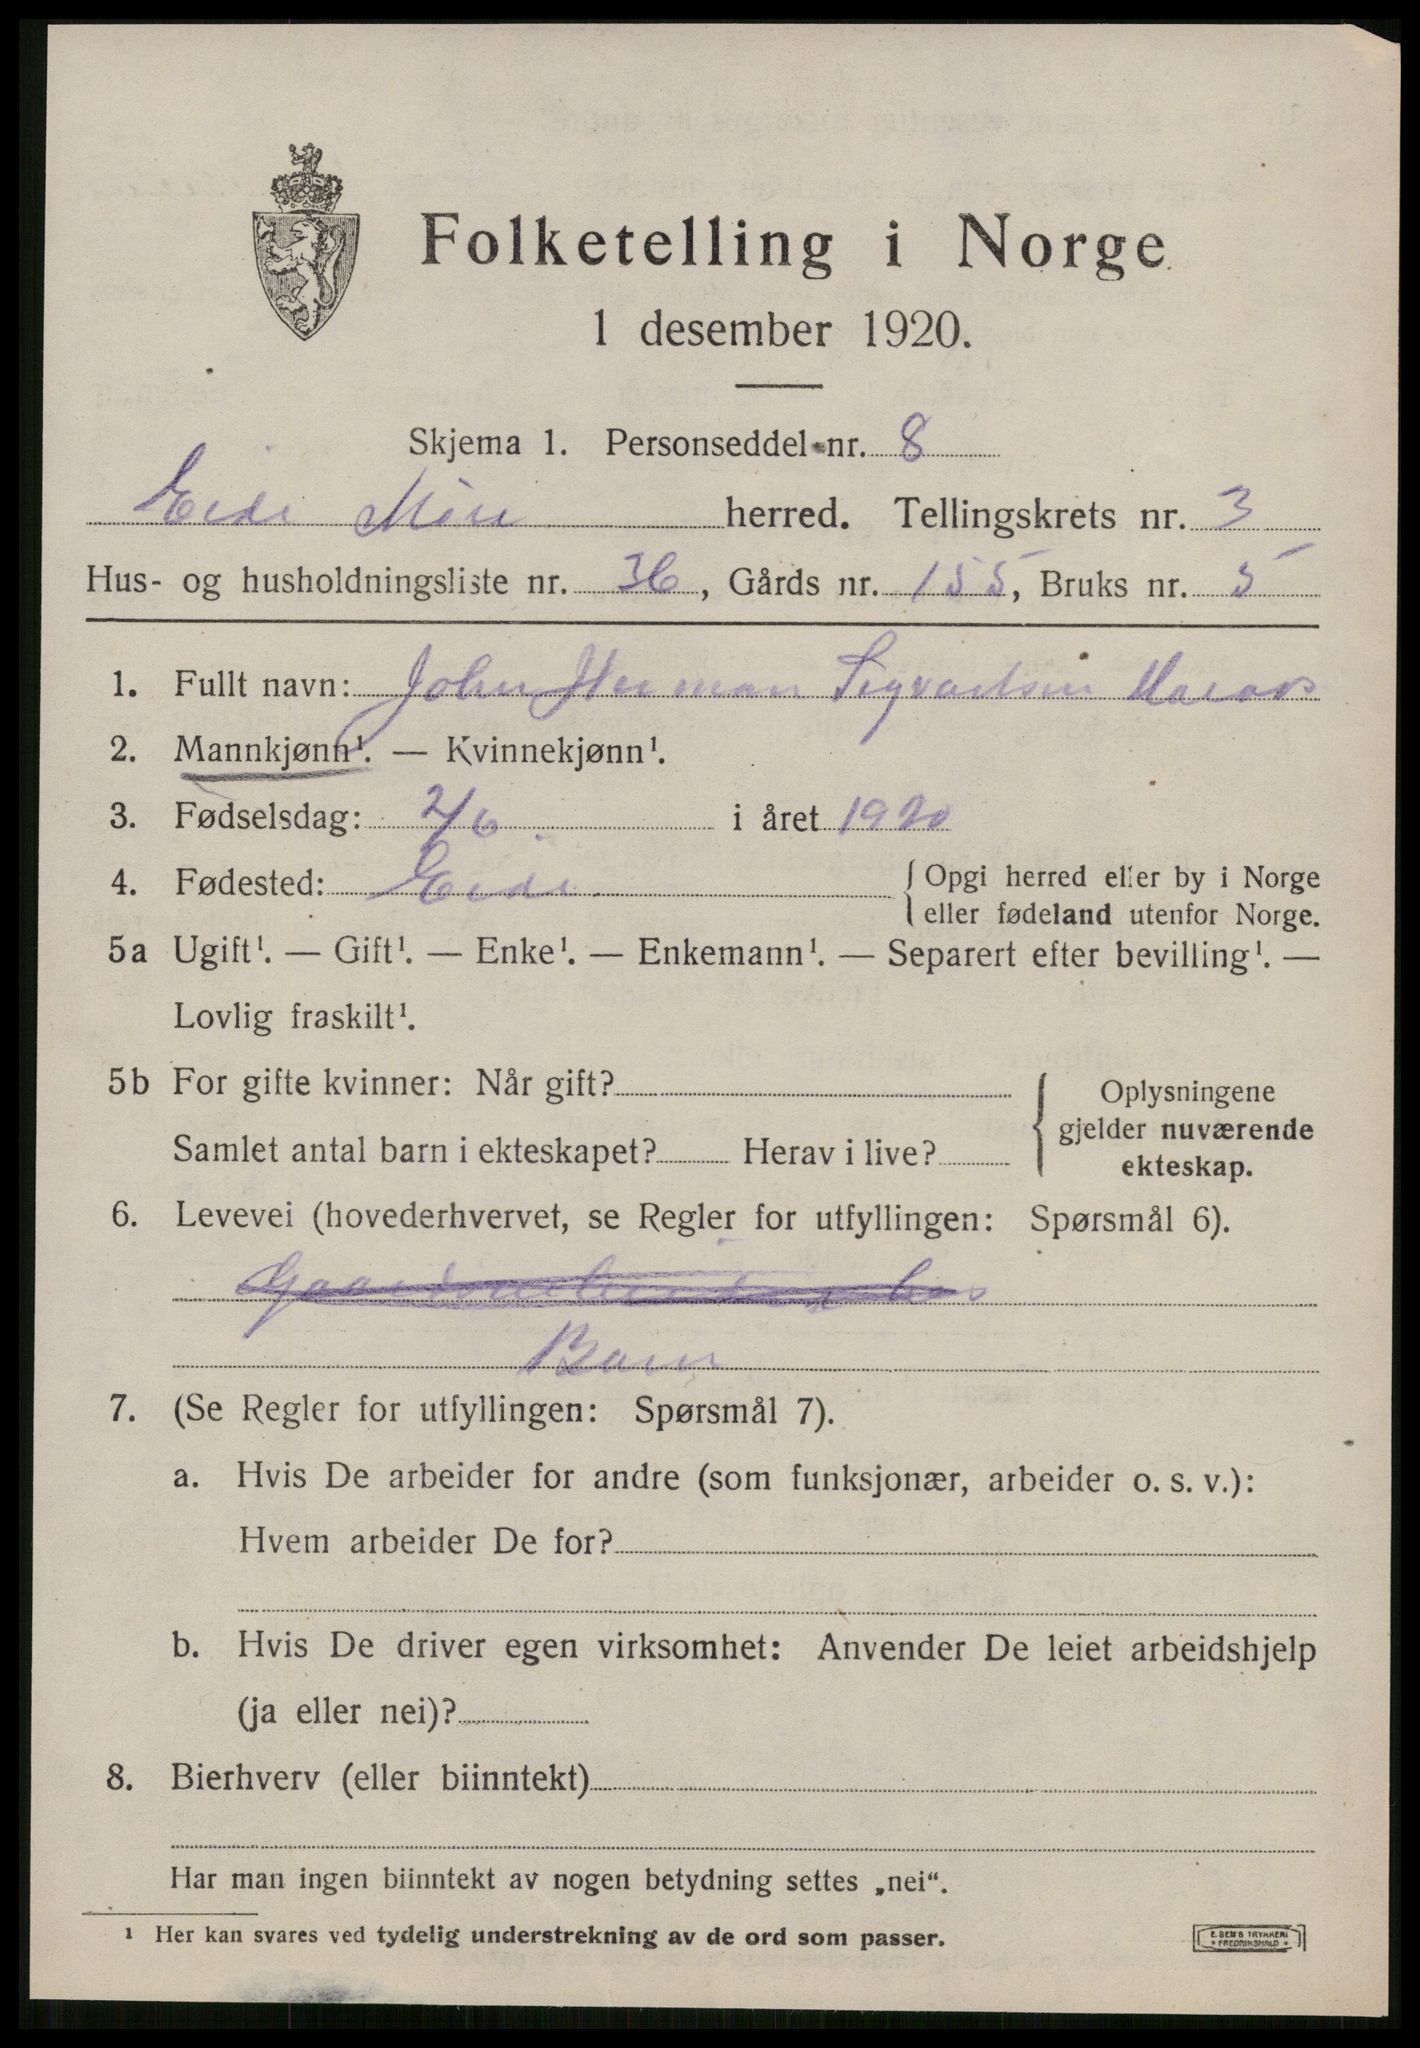 Folketelling i Norge
1 desember 1920.
Skjema 1. Personseddel nr. 8
Eide Möre herred. Tellingskrets nr. 3
Hus- og husholdningsliste nr. 36, Gårds nr. 155, Bruks nr. 5
1. Fullt navn: John Herman Sigvartsen
2. Mannkjønn¹. — Kvinnekjønn¹.
3. Fødselsdag: 2/6 i året 1920
4. Fødested: Eide { Opgi herred eller by i Norge
eller fødeland utenfor Norge.
5a Ugift¹. — Gift¹. — Enke¹. — Enkemann¹. — Separert efter bevilling¹. —
Lovlig fraskilt¹.
5b For gifte kvinner: Når gift? { Oplysningene
gjelder nuværende
Samlet antal barn i ekteskapet? Herav i live?
ekteskap.
6. Levevei (hovederhvervet, se Regler for utfyllingen: Spørsmål 6).
Barn
7. (Se Regler for utfyllingen: Spørsmål 7).
a. Hvis De arbeider for andre (som funksjonær, arbeider o. s. v.):
Hvem arbeider De for?
b. Hvis De driver egen virksomhet: Anvender De leiet arbeidshjelp
(ja eller nei)?
8. Bierhverv (eller biinntekt)
Har man ingen biinntekt av nogen betydning settes „nei“.
¹ Her kan svares ved tydelig understrekning av de ord som passer.
E. SEM'S TRYKKERI
FREDRIKSHALD